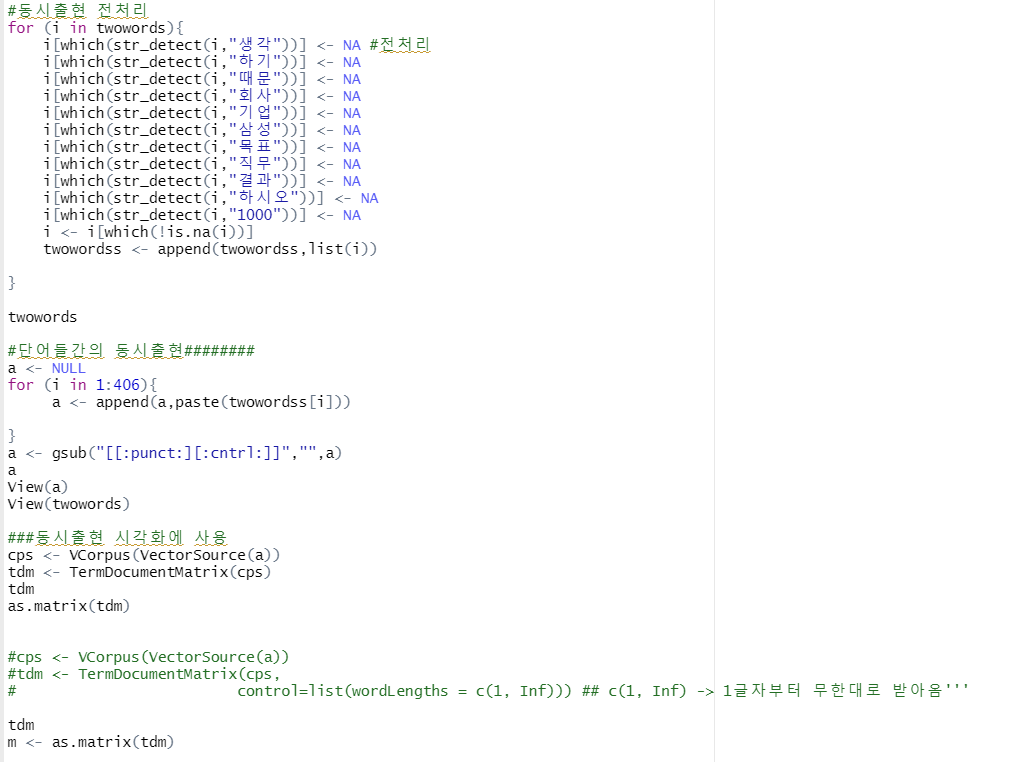 #동시출현 전처리
for (i in twowords){
    i[which(str_detect(i,"생각"))] <- NA #전처리
    i[which(str_detect(i,"하기"))] <- NA
    i[which(str_detect(i,"때문"))] <- NA
    i[which(str_detect(i,"회사"))] <- NA
    i[which(str_detect(i,"기업"))] <- NA
    i[which(str_detect(i,"삼성"))] <- NA
    i[which(str_detect(i,"목표"))] <- NA
    i[which(str_detect(i,"직무"))] <- NA
    i[which(str_detect(i,"결과"))] <- NA
    i[which(str_detect(i,"하시오"))] <- NA
    i[which(str_detect(i,"1000"))] <- NA
    i <- i[which(!is.na(i))]
    twowordss <- append(twowordss,list(i))
}
twowords
#단어들간의 동시출현########
a <- NULL
for (i in 1:406){
     a <- append(a,paste(twowordss[i]))
}
a <- gsub("[[:punct:][:cntrl:]]","",a)
a
View(a)
View(twowords)
###동시출현 시각화에 사용
cps <- VCorpus(VectorSource(a))
tdm <- TermDocumentMatrix(cps)
tdm
as.matrix(tdm)
#cps <- VCorpus(VectorSource(a))
#tdm <- TermDocumentMatrix(cps,
#                          control=list(wordLengths = c(1, Inf))) ## c(1, Inf) -> 1글자부터 무한대로 받아옴'''
tdm
m <- as.matrix(tdm)